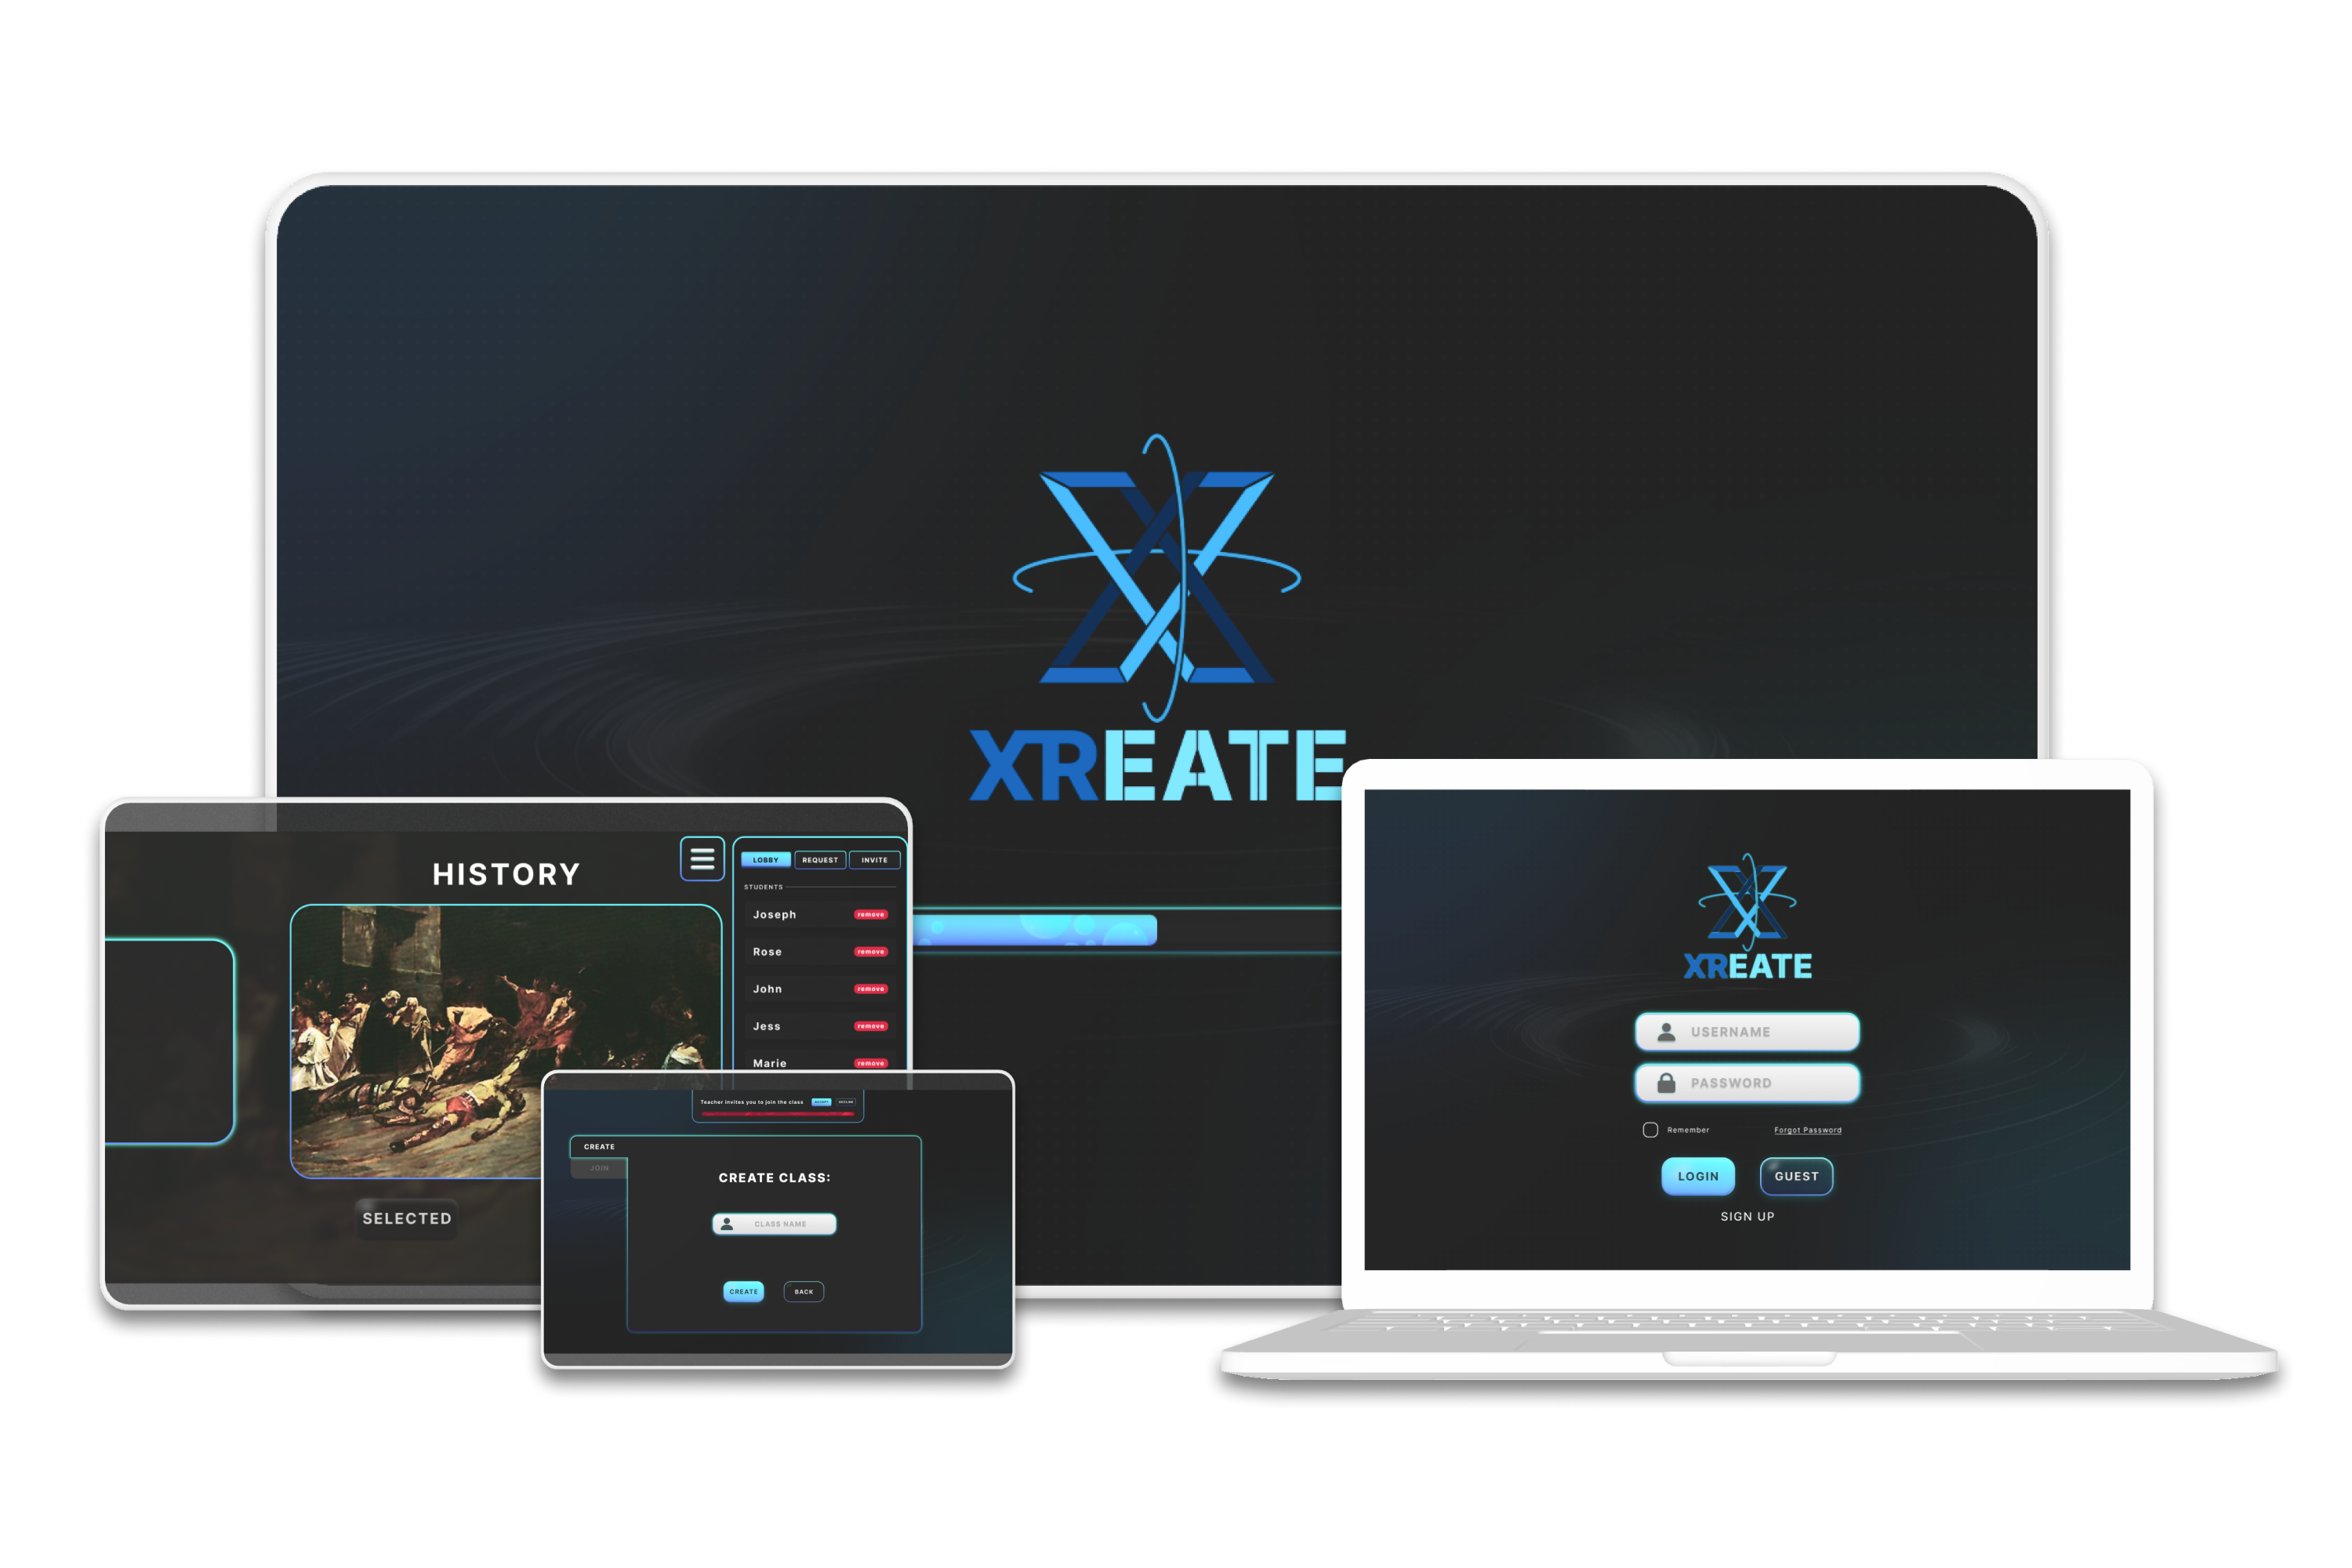 XREATE
HISTORY
LOBBY REQUEST INVITE
STUDENTS
Joseph remove
Rose remove
John remove
Jess remove
Marie remove
SELECTED
Teacher invites you to join the class ACCEPT DECLINE
CREATE
JOIN
CREATE CLASS:
CLASS NAME
CREATE BACK
XREATE
USERNAME
PASSWORD
Remember Forgot Password
LOGIN GUEST
SIGN UP